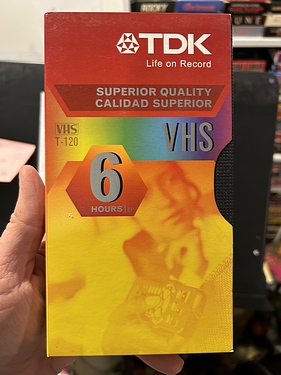 TDK
Life on Record
SUPERIOR QUALITY
CALIDAD SUPERIOR
VHS
T-120
VHS
6
HOURS